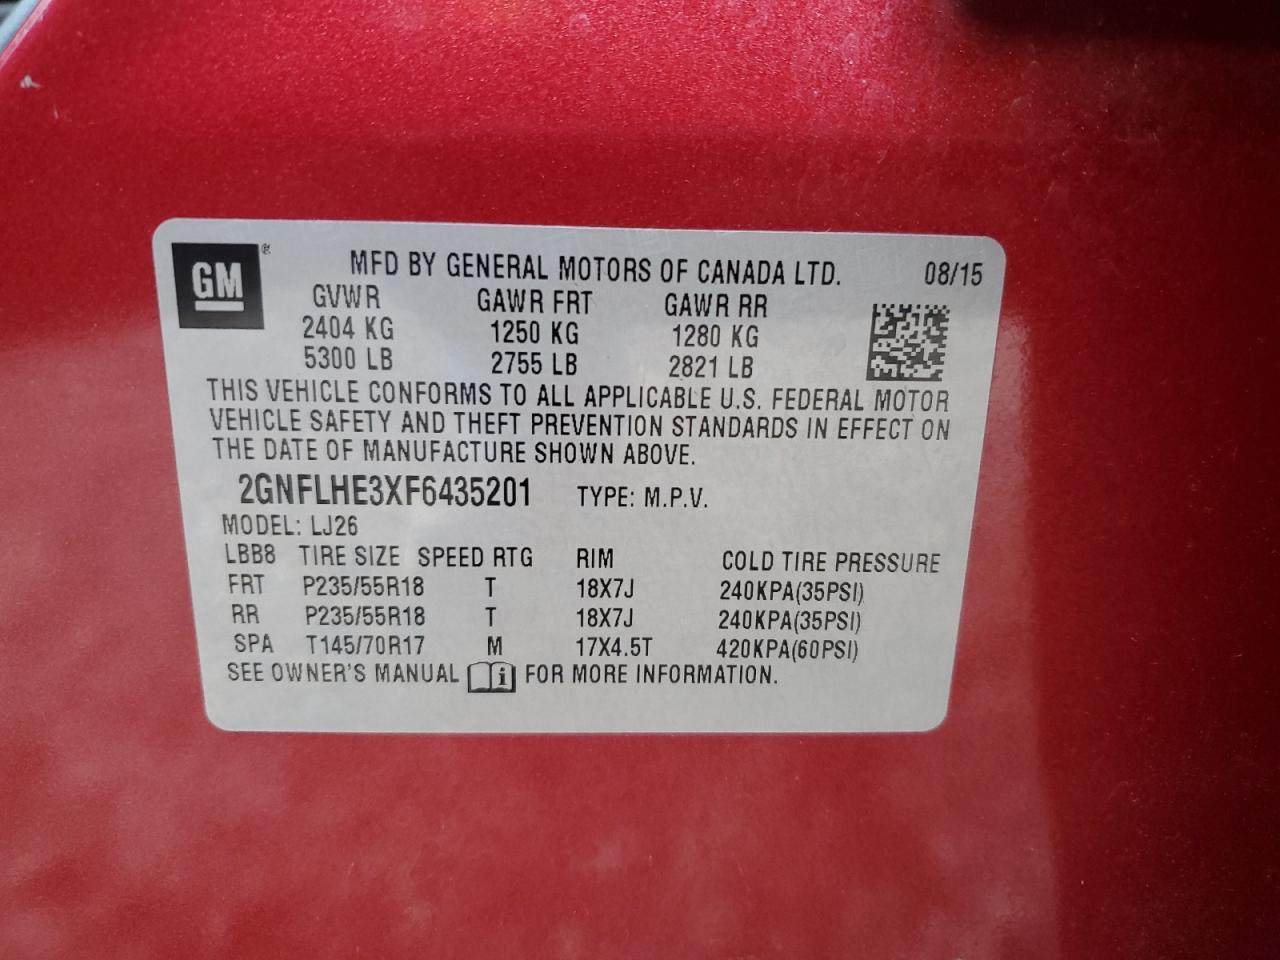 GM ®
MFD BY GENERAL MOTORS OF CANADA LTD. 08/15
GVWR GAWR FRT GAWR RR
2404 KG 1250 KG 1280 KG
5300 LB 2755 LB 2821 LB
THIS VEHICLE CONFORMS TO ALL APPLICABLE U.S. FEDERAL MOTOR
VEHICLE SAFETY AND THEFT PREVENTION STANDARDS IN EFFECT ON
THE DATE OF MANUFACTURE SHOWN ABOVE.
2GNFLHE3XF6435201 TYPE: M.P.V.
MODEL: LJ26
LBB8 TIRE SIZE SPEED RTG RIM COLD TIRE PRESSURE
FRT P235/55R18 T 18X7J 240KPA(35PSI)
RR P235/55R18 T 18X7J 240KPA(35PSI)
SPA T145/70R17 M 17X4.5T 420KPA(60PSI)
SEE OWNER'S MANUAL i FOR MORE INFORMATION.